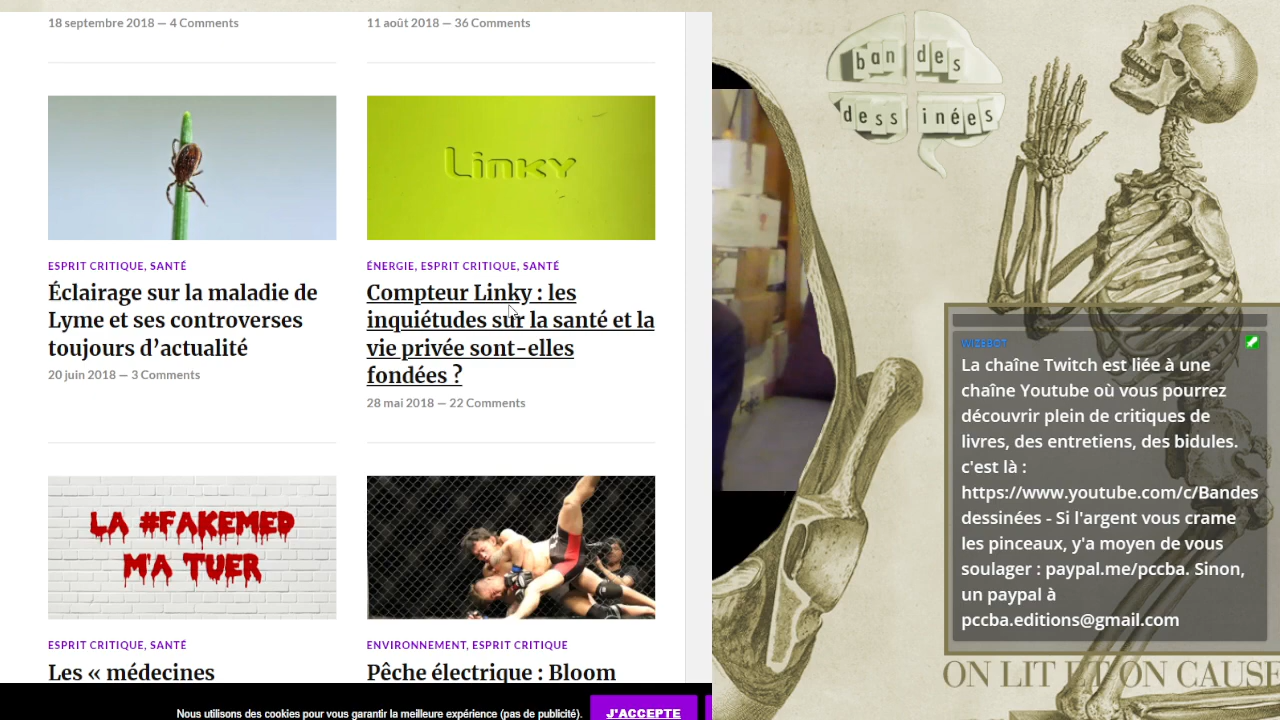 18 septembre 2018 — 4 Comments
11 août 2018 — 36 Comments
Linky
ESPRIT CRITIQUE, SANTÉ
Éclairage sur la maladie de
Lyme et ses controverses
toujours d’actualité
20 juin 2018 — 3 Comments
ÉNERGIE, ESPRIT CRITIQUE, SANTÉ
Compteur Linky : les
inquiétudes sur la santé et la
vie privée sont-elles
fondées ?
28 mai 2018 — 22 Comments
LA #FAKEMED
M'A TUER
ESPRIT CRITIQUE, SANTÉ
Les « médecines
ENVIRONNEMENT, ESPRIT CRITIQUE
Pêche électrique : Bloom
Nous utilisons des cookies pour vous garantir la meilleure expérience (pas de publicité).
J'ACCEPTE
bandes
dessinées
WIZEBOT
La chaîne Twitch est liée à une
chaîne Youtube où vous pourrez
découvrir plein de critiques de
livres, des entretiens, des bidules.
c'est là :
https://www.youtube.com/c/Bandes
dessinées - Si l'argent vous crame
les pinceaux, y'a moyen de vous
soulager : paypal.me/pccba. Sinon,
un paypal à
pccba.editions@gmail.com
ON LIT ET ON CAUSE